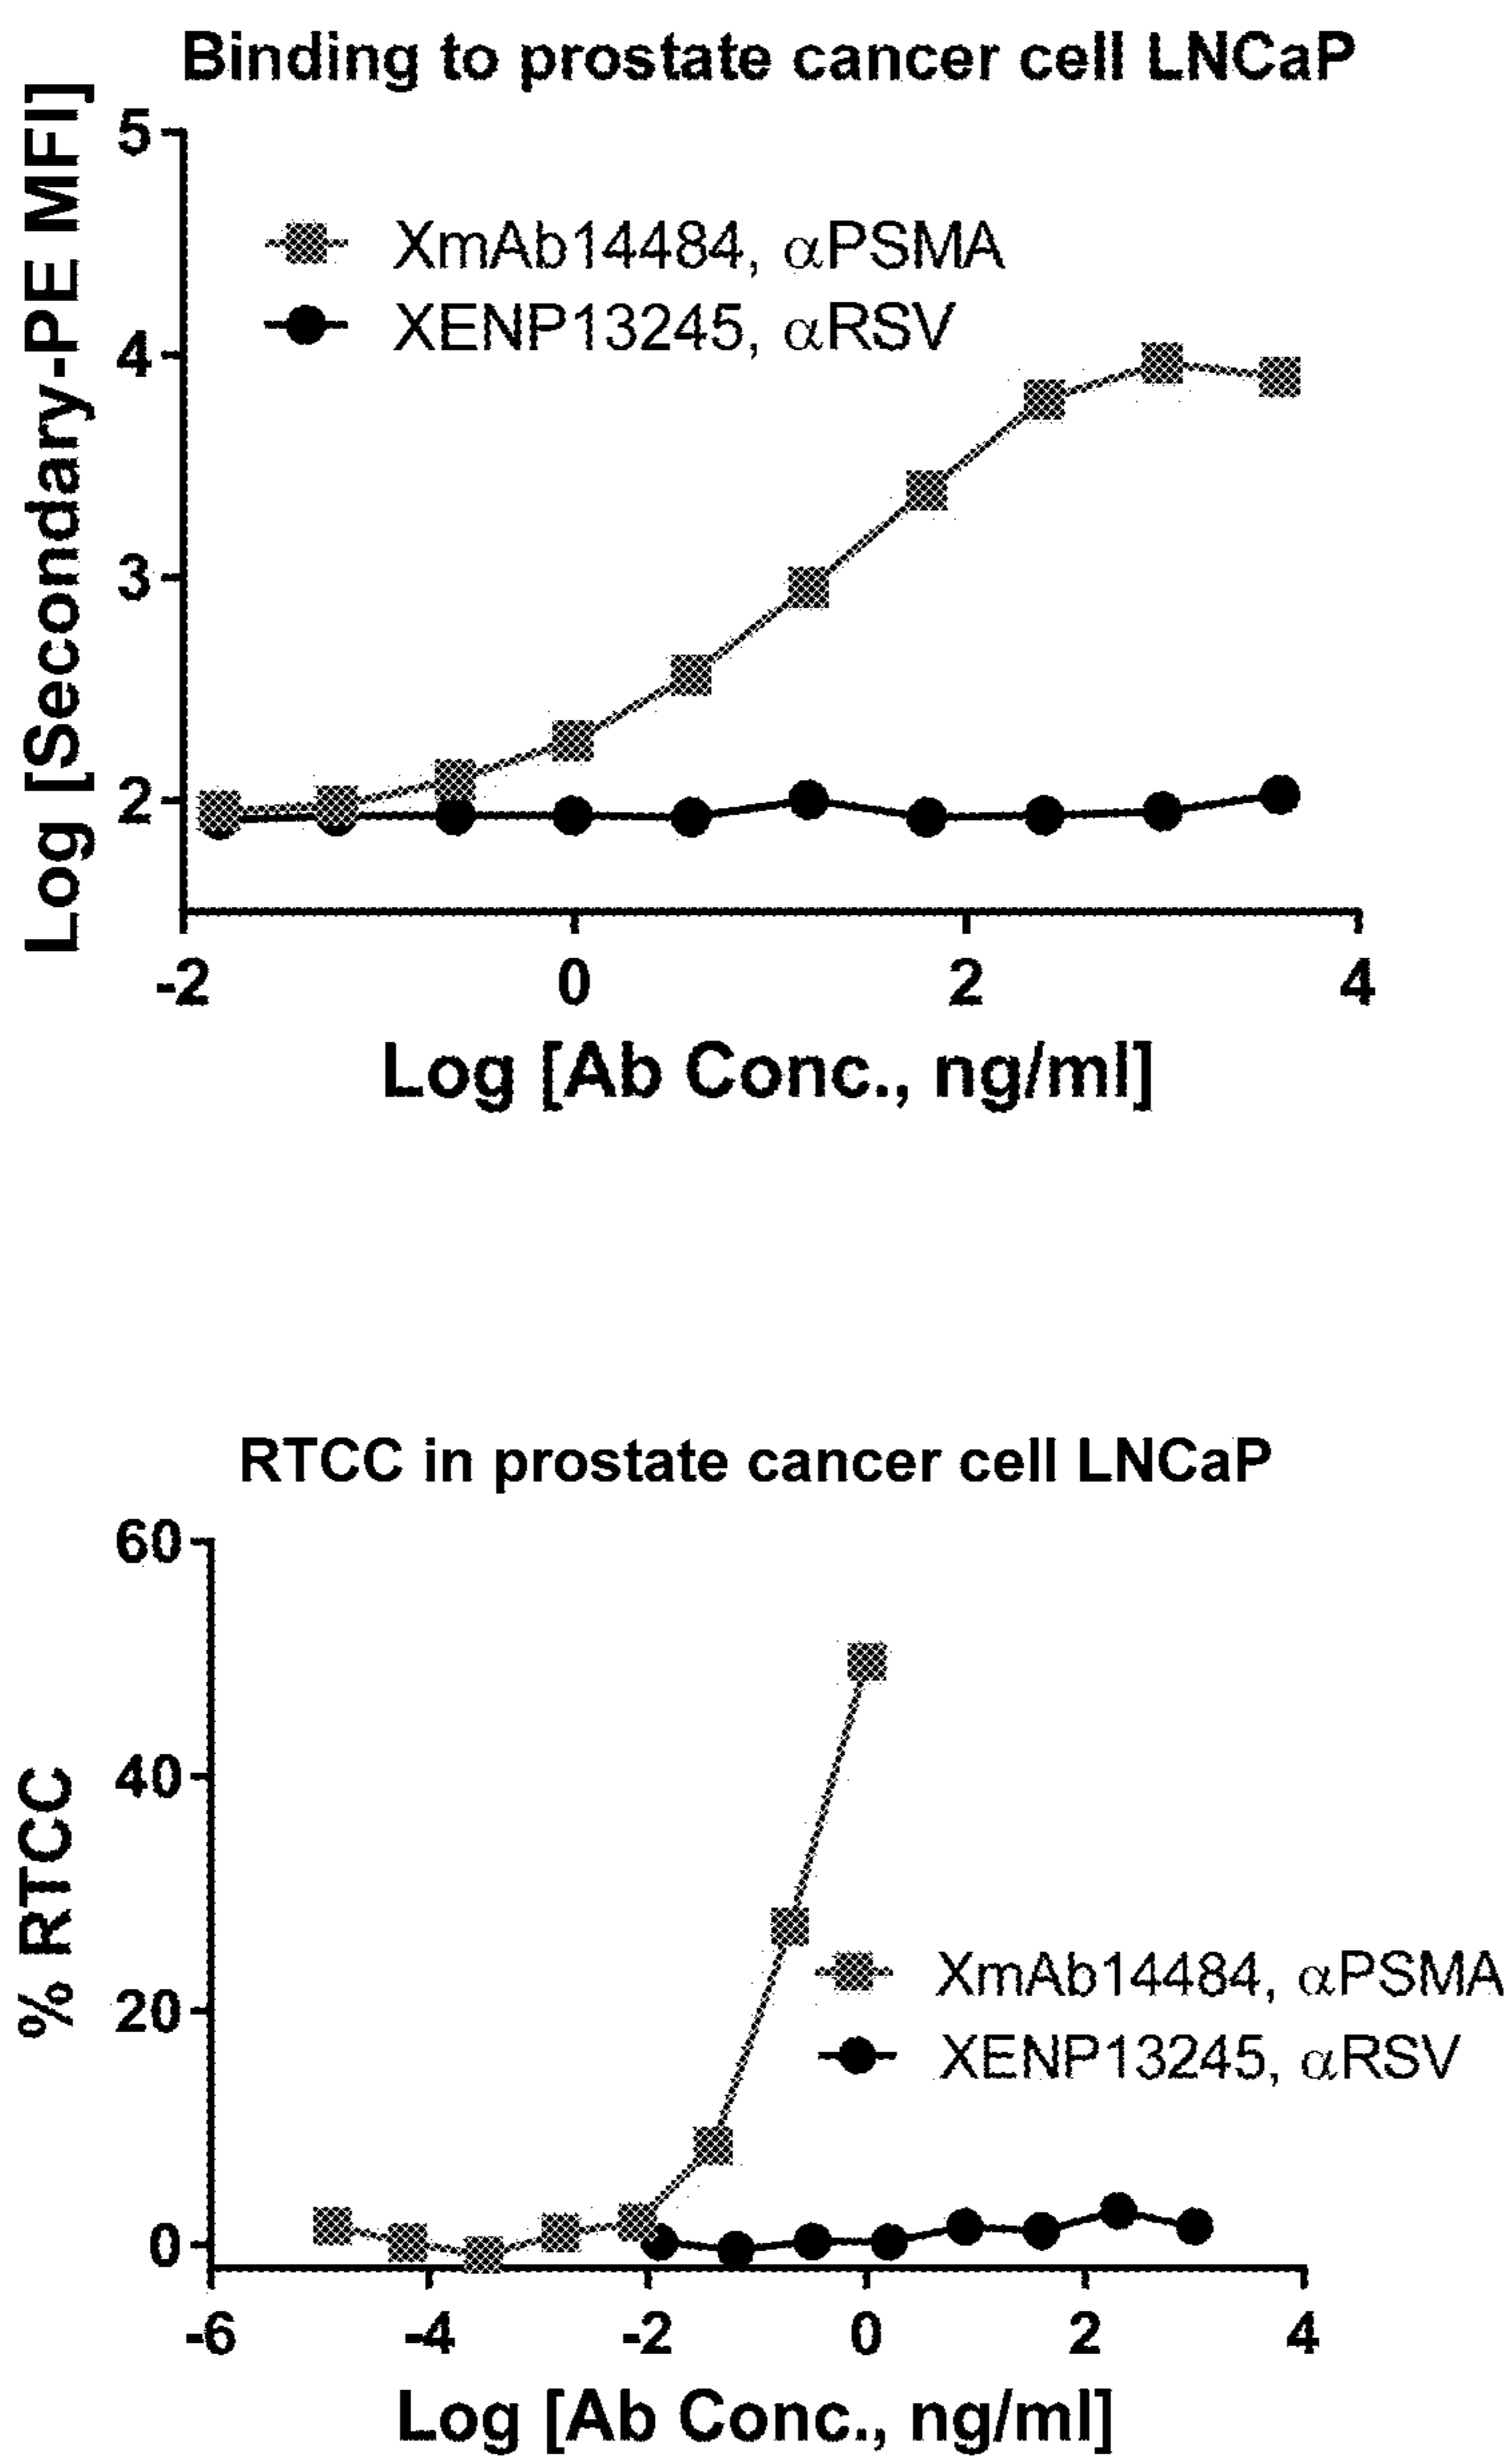 Binding to prostate cancer cell LNCaP
Log [Secondary-PE MFI]
5
4
3
2
XmAb14484, αPSMA
XENP13245, αRSV
-2 0 2 4
Log [Ab Conc., ng/ml]
RTCC in prostate cancer cell LNCaP
% RTCC
60
40
20
0
XmAb14484, αPSMA
XENP13245, αRSV
-6 -4 -2 0 2 4
Log [Ab Conc., ng/ml]